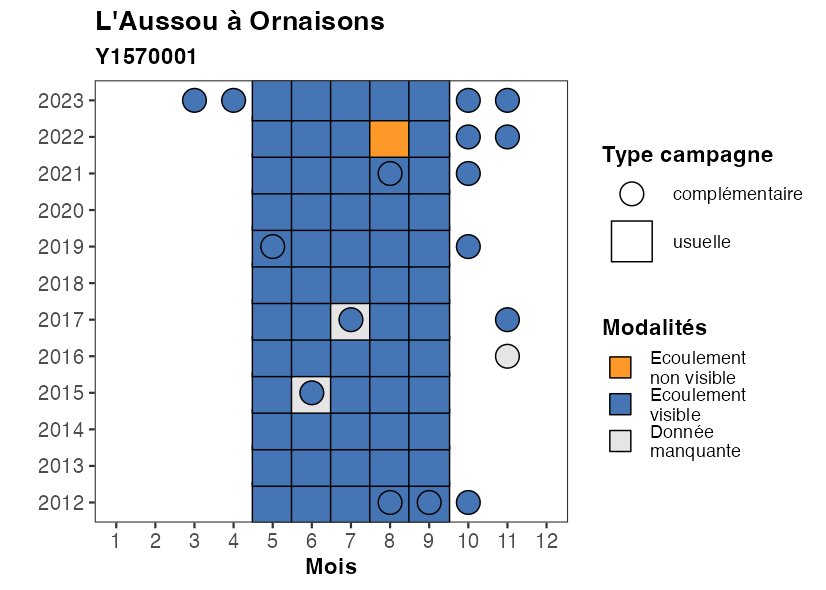 L'Aussou à Ornaisons
Y1570001
2023
2022
2021
2020
2019
2018
2017
2016
2015
2014
2013
2012
1 2 3 4 5 6 7 8 9 10 11 12
Mois
Type campagne
complémentaire
usuelle
Modalités
Ecoulement
non visible
Ecoulement
visible
Donnée
manquante